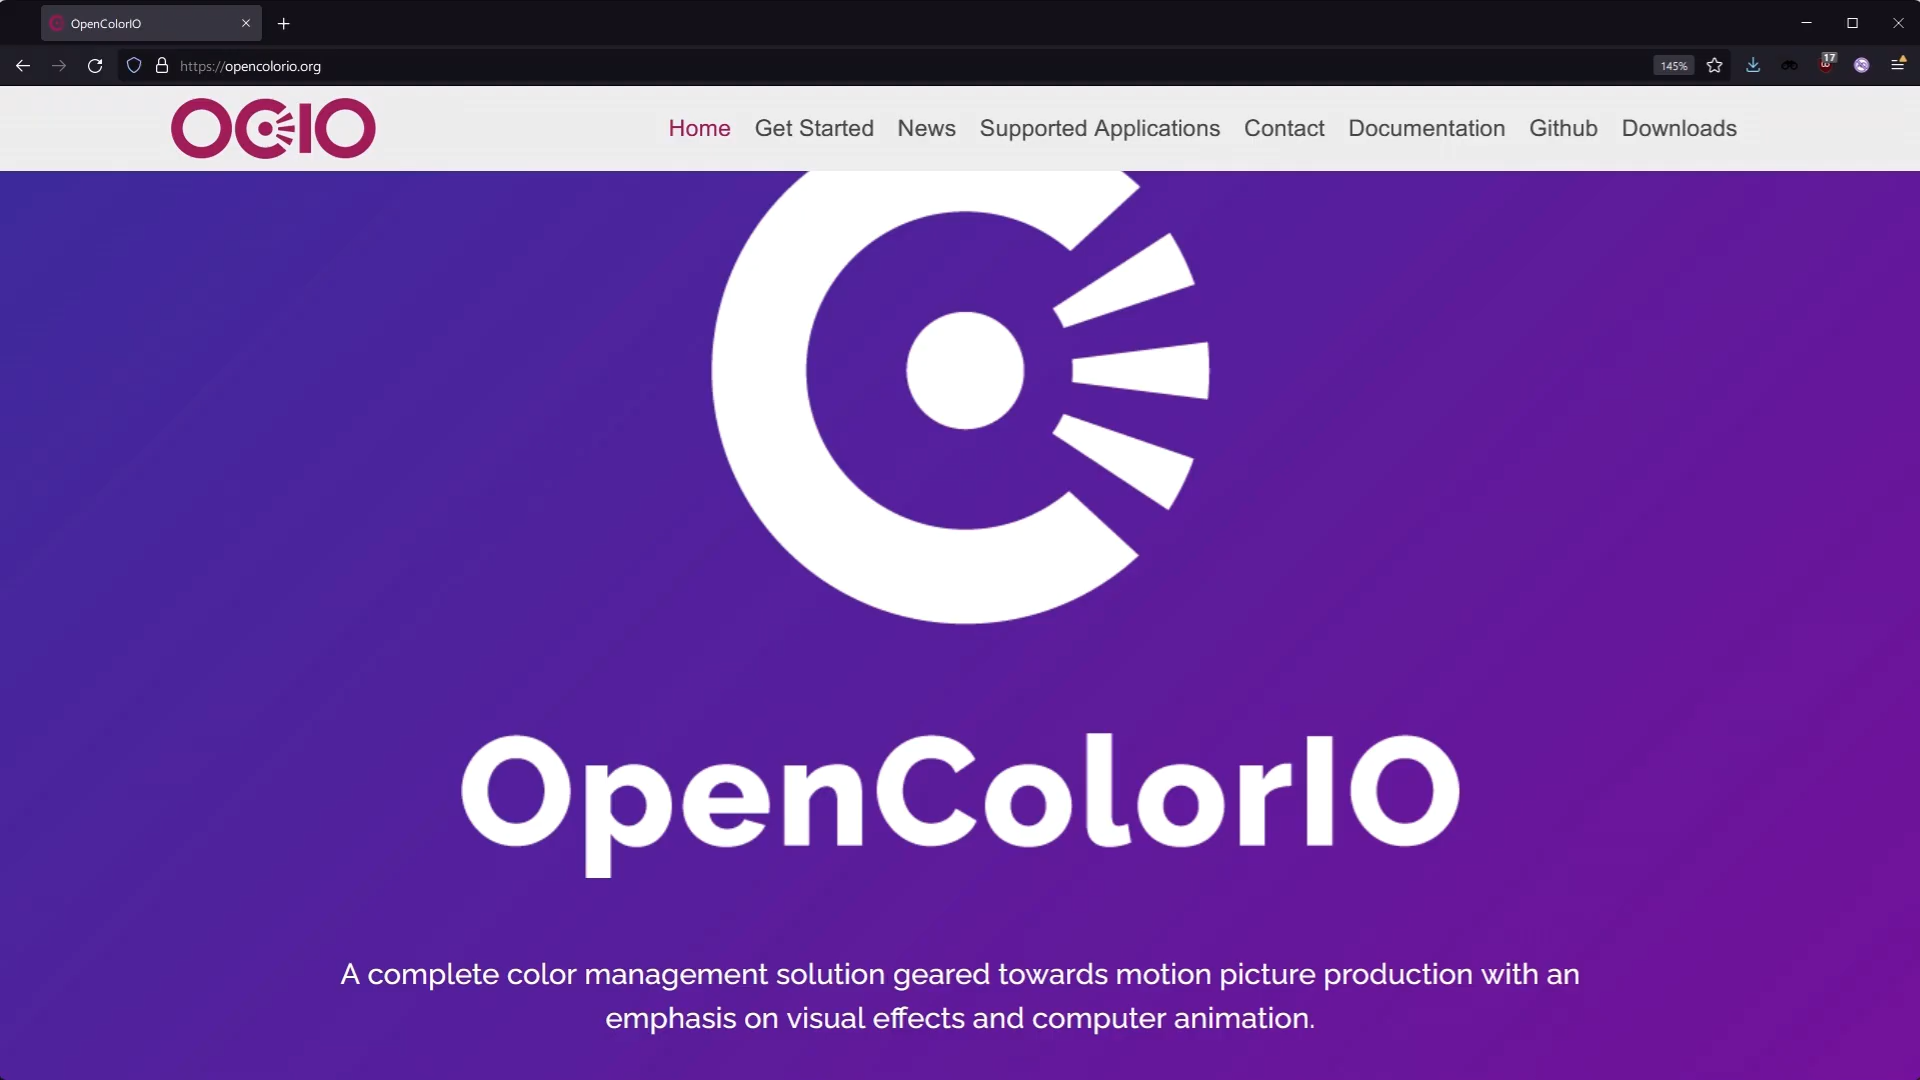 OpenColorIO
https://opencolorio.org
145%
17
OCIO
Home Get Started News Supported Applications Contact Documentation Github Downloads
OpenColorIO
A complete color management solution geared towards motion picture production with an
emphasis on visual effects and computer animation.